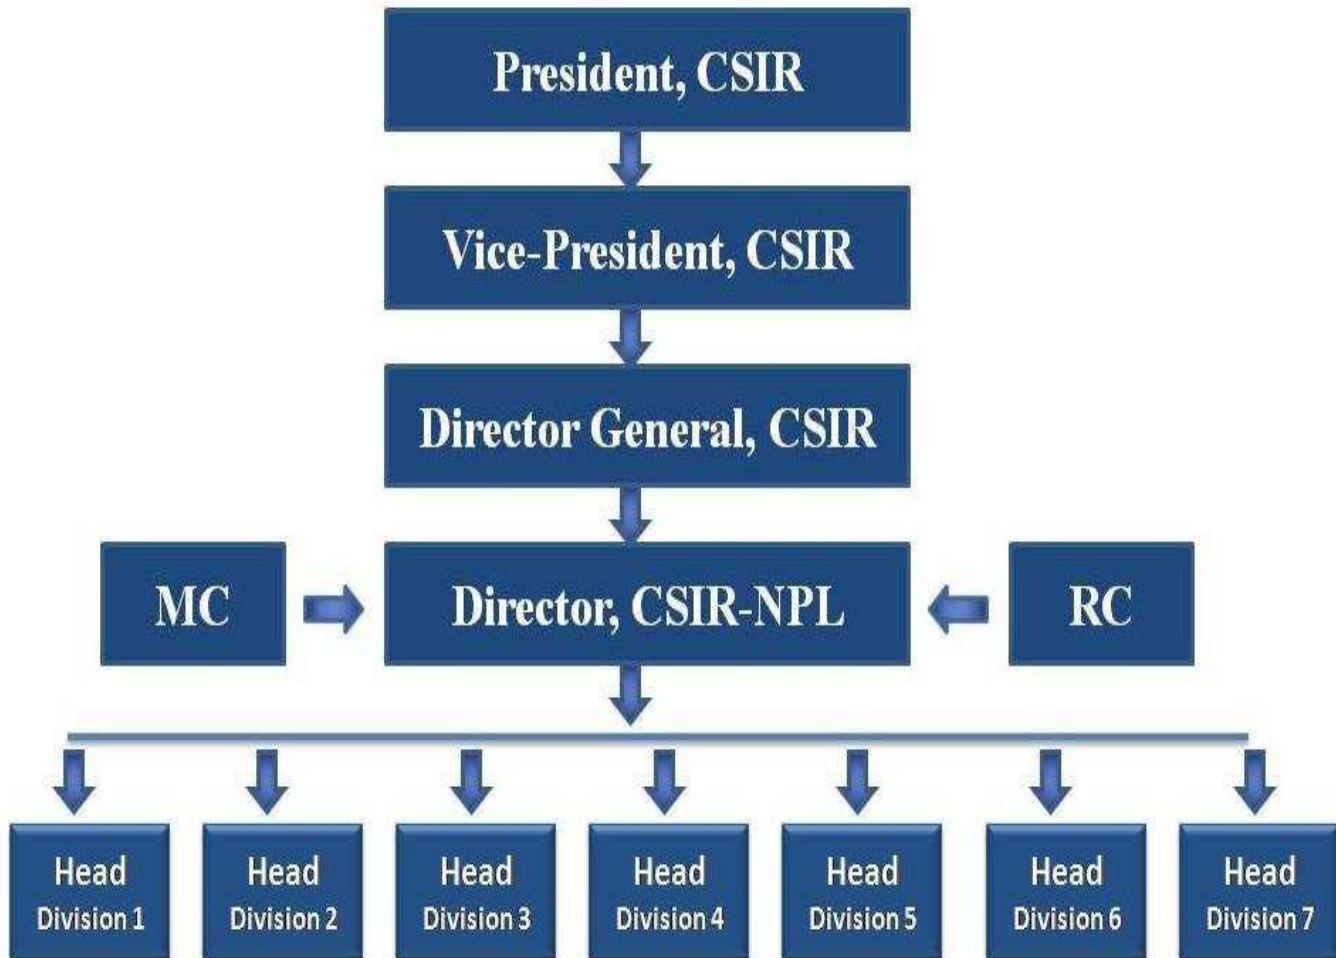 President, CSIR
Vice-President, CSIR
Director General, CSIR
MC
Director, CSIR-NPL
RC
Head
Division 1
Head
Division 2
Head
Division 3
Head
Division 4
Head
Division 5
Head
Division 6
Head
Division 7